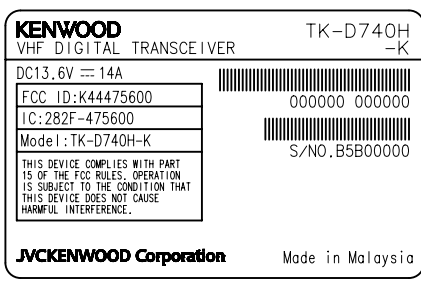 KENWOOD
VHF DIGITAL TRANSCEIVER
TK-D740H
-K
DC13.6V ⎓ 14A
FCC ID:K44475600
IC:282F-475600
Model:TK-D740H-K
THIS DEVICE COMPLIES WITH PART
15 OF THE FCC RULES. OPERATION
IS SUBJECT TO THE CONDITION THAT
THIS DEVICE DOES NOT CAUSE
HARMFUL INTERFERENCE.
000000 000000
S/NO.B5B00000
JVCKENWOOD Corporation
Made in Malaysia